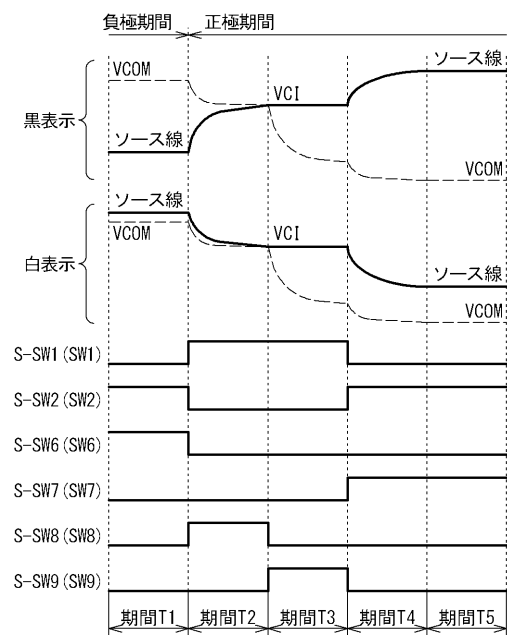 負極期間 正極期間
VCOM
ソース線
VCI
ソース線
VCOM
黒表示
ソース線
VCOM
VCI
ソース線
VCOM
白表示
S-SW1(SW1)
S-SW2(SW2)
S-SW6(SW6)
S-SW7(SW7)
S-SW8(SW8)
S-SW9(SW9)
期間T1 期間T2 期間T3 期間T4 期間T5